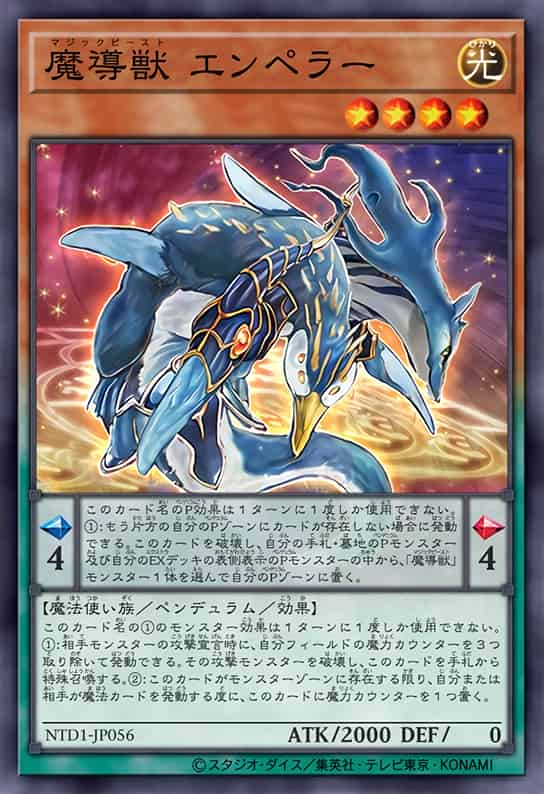 マジックビースト
魔導獣 エンペラー
ひかり
光
このカード名のP効果は1ターンに1度しか使用できない。
①:もう片方の自分のPゾーンにカードが存在しない場合に発動
できる。このカードを破壊し、自分の手札・墓地のPモンスター
及び自分のEXデッキの表側表示のPモンスターの中から、「魔導獣」
モンスター1体を選んで自分のPゾーンに置く。
4
4
【魔法使い族/ペンデュラム/効果】
このカード名の①のモンスター効果は1ターンに1度しか使用できない。
①:相手モンスターの攻撃宣言時に、自分フィールドの魔力カウンターを3つ
取り除いて発動できる。その攻撃モンスターを破壊し、このカードを手札から
特殊召喚する。②:このカードがモンスターゾーンに存在する限り、自分または
相手が魔法カードを発動する度に、このカードに魔力カウンターを1つ置く。
NTD1-JP056
ATK/2000 DEF/ 0
©スタジオ・ダイス/集英社・テレビ東京・KONAMI